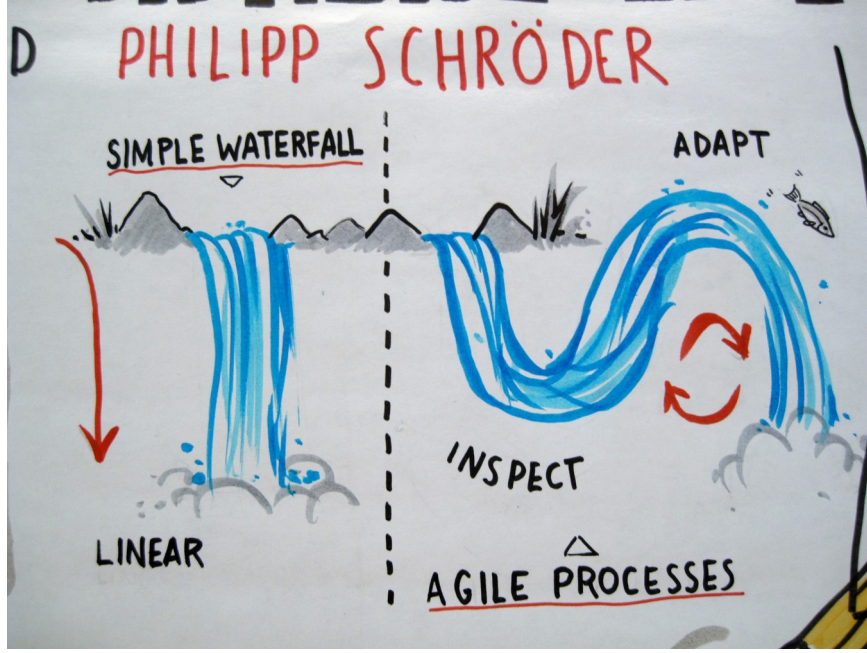 D
PHILIPP SCHRÖDER
SIMPLE WATERFALL
ADAPT
INSPECT
LINEAR
AGILE PROCESSES